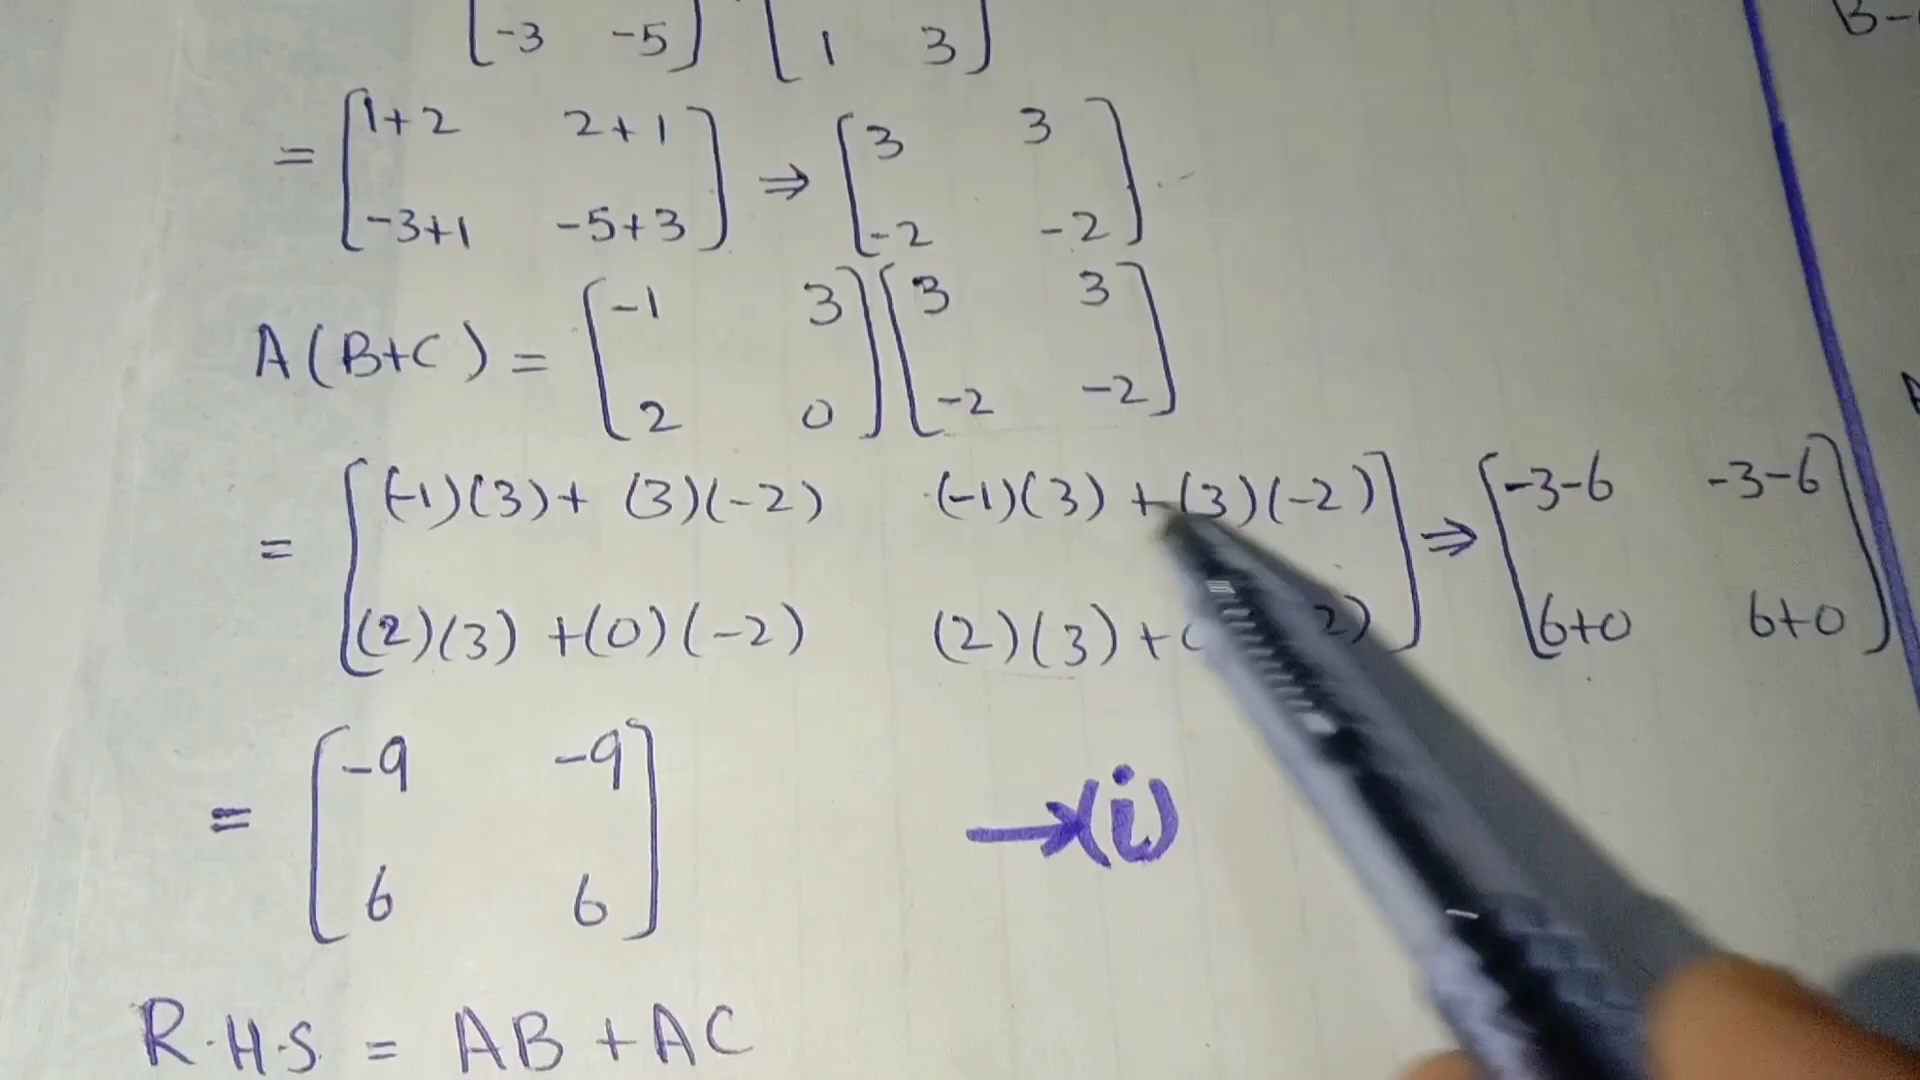 -3 -5 1 3
= [1+2 2+1 ⇒ [3 3
-3+1 -5+3] -2 -2]
A(B+C) = [-1 3 2 0] [3 3 -2 -2]
= [(-1)(3)+(3)(-2) (-1)(3)+(3)(-2) ⇒ [-3-6 -3-6
(2)(3)+(0)(-2) (2)(3)+( 2)] 6+0 6+0]
= [-9 -9
6 6] →(i)
R.H.S = AB+AC